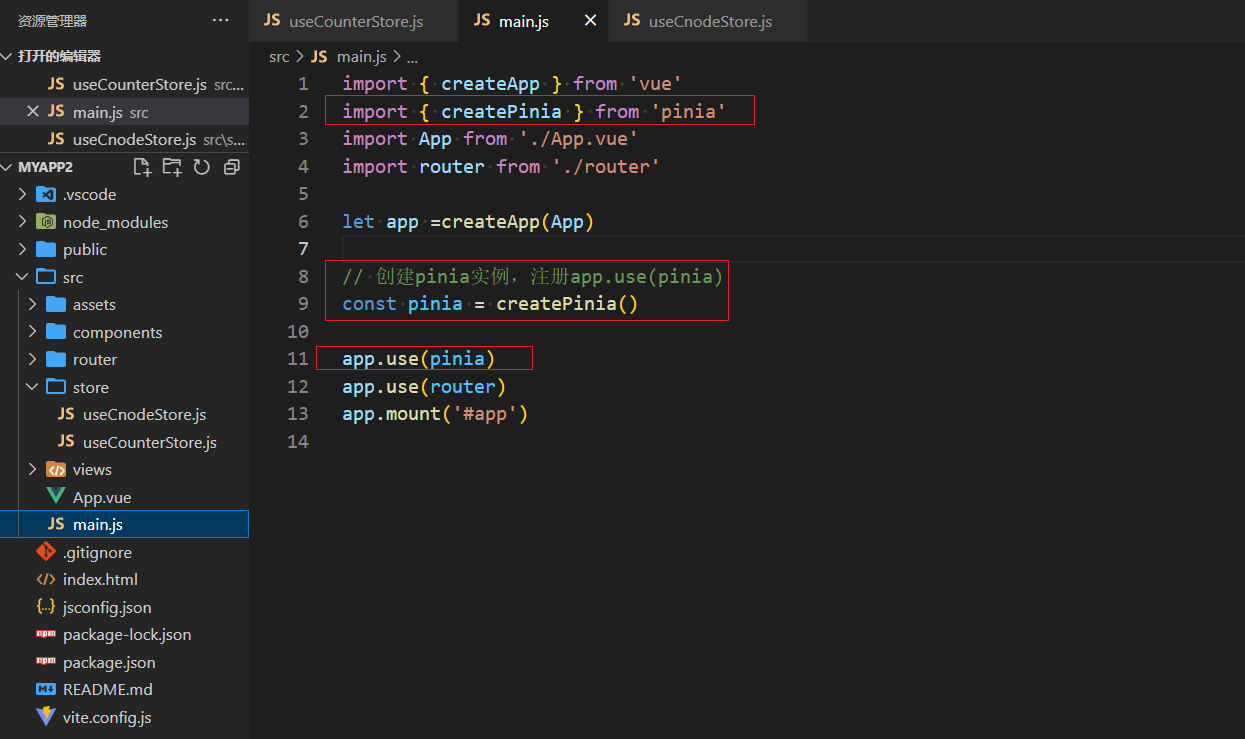 资源管理器 ...
打开的编辑器
JS useCounterStore.js src...
JS main.js src
JS useCnodeStore.js src\s...
MYAPP2
.vscode
node_modules
public
src
assets
components
router
store
JS useCnodeStore.js
JS useCounterStore.js
views
App.vue
JS main.js
.gitignore
index.html
{..} jsconfig.json
npm package-lock.json
npm package.json
M README.md
vite.config.js
JS useCounterStore.js JS main.js JS useCnodeStore.js
src > JS main.js > ...
1 import { createApp } from 'vue'
2 import { createPinia } from 'pinia'
3 import App from './App.vue'
4 import router from './router'
5
6 let app =createApp(App)
7
8 // 创建pinia实例，注册app.use(pinia)
9 const pinia = createPinia()
10
11 app.use(pinia)
12 app.use(router)
13 app.mount('#app')
14